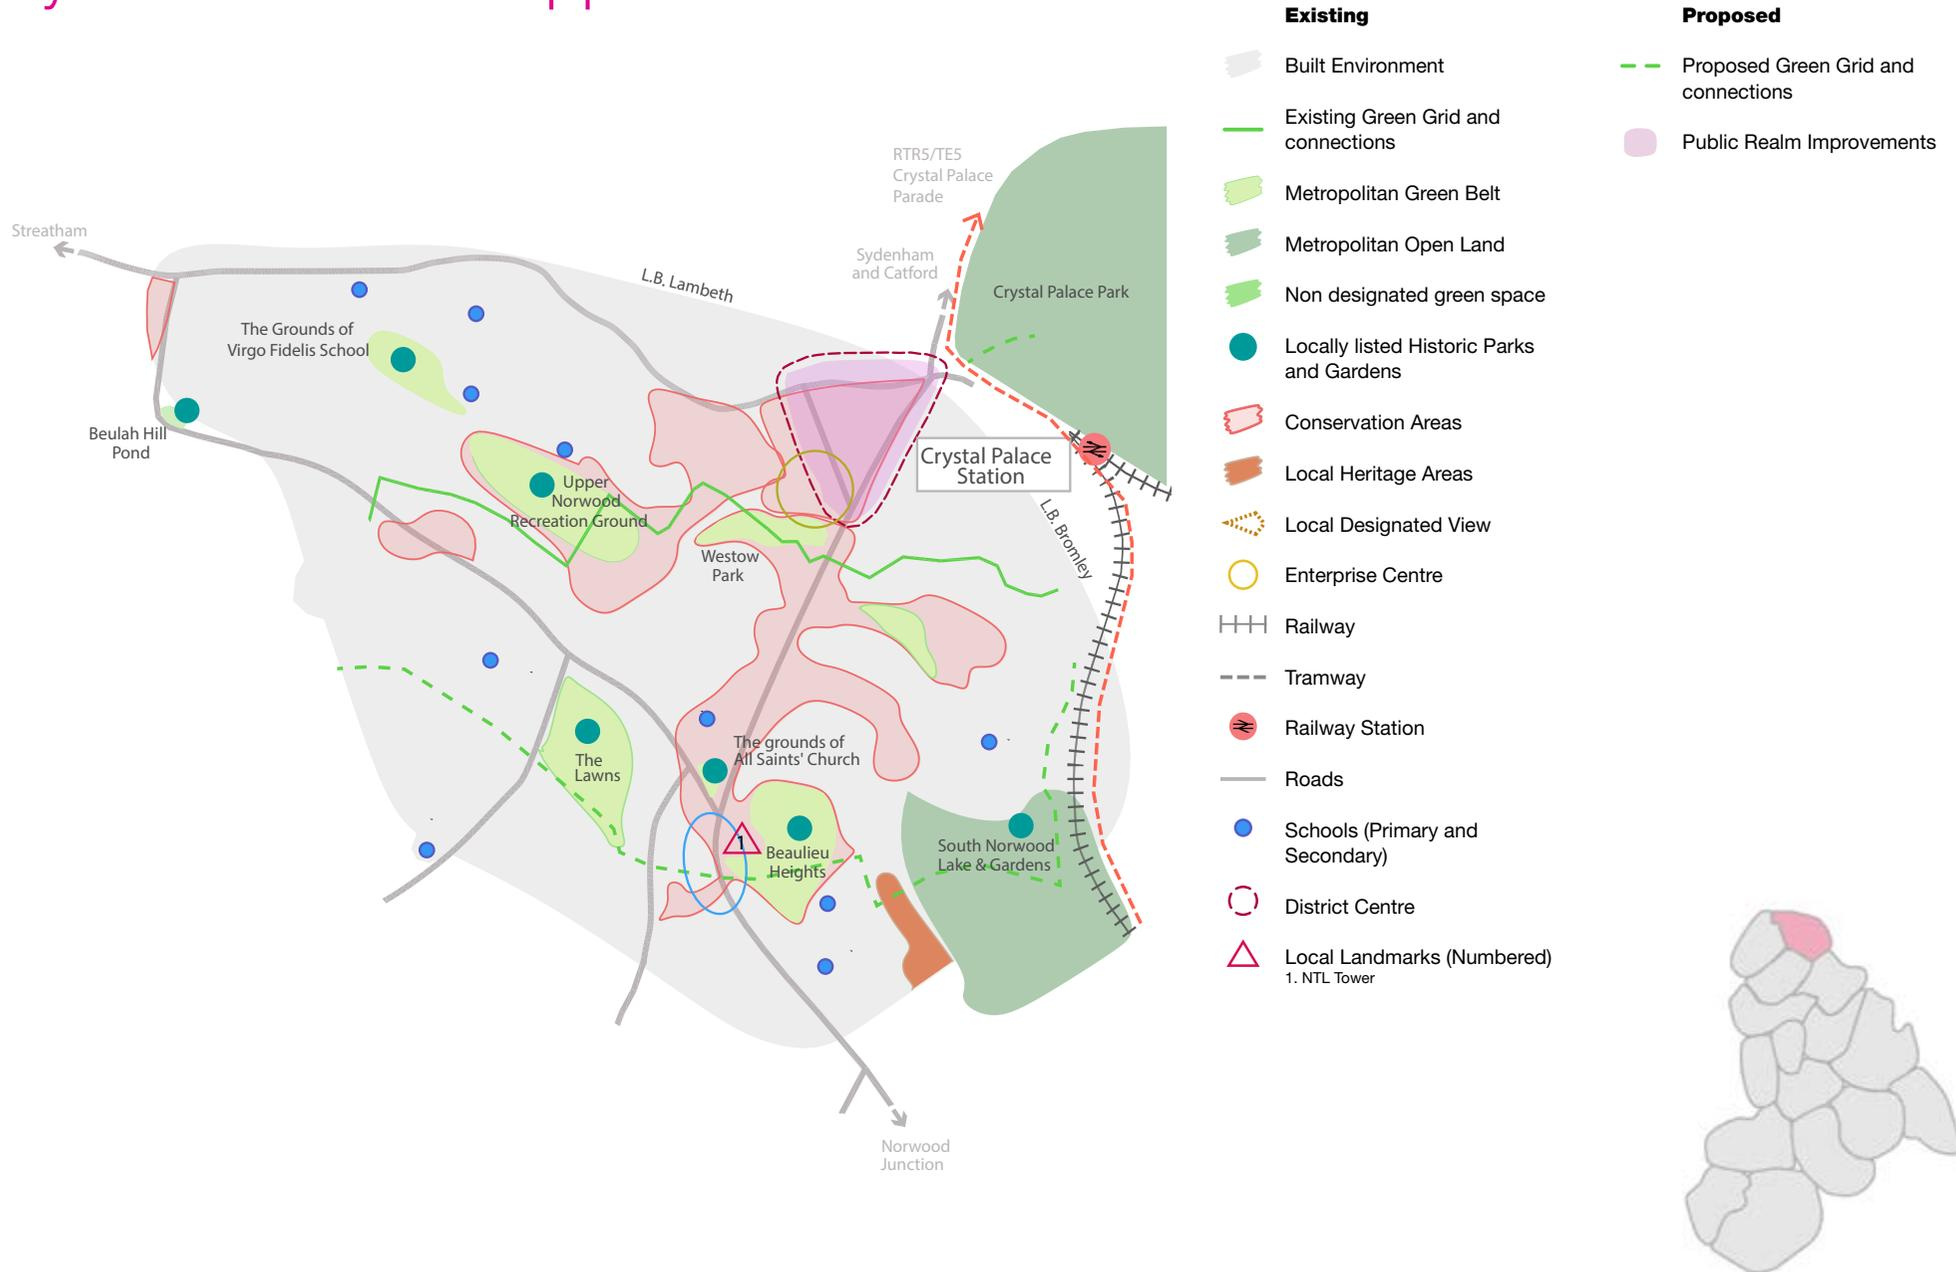 Streatham
RTR5/TE5
Crystal Palace
Parade
Sydenham
and Catford
L.B. Lambeth
Crystal Palace Park
The Grounds of
Virgo Fidelis School
Beulah Hill
Pond
Upper
Norwood
Recreation Ground
Crystal Palace
Station
L.B. Bromley
Westow
Park
The
Lawns
The grounds of
All Saints' Church
1
Beaulieu
Heights
South Norwood
Lake & Gardens
Norwood
Junction
Existing
Built Environment
Existing Green Grid and
connections
Metropolitan Green Belt
Metropolitan Open Land
Non designated green space
Locally listed Historic Parks
and Gardens
Conservation Areas
Local Heritage Areas
Local Designated View
Enterprise Centre
Railway
Tramway
Railway Station
Roads
Schools (Primary and
Secondary)
District Centre
Local Landmarks (Numbered)
1. NTL Tower
Proposed
Proposed Green Grid and
connections
Public Realm Improvements